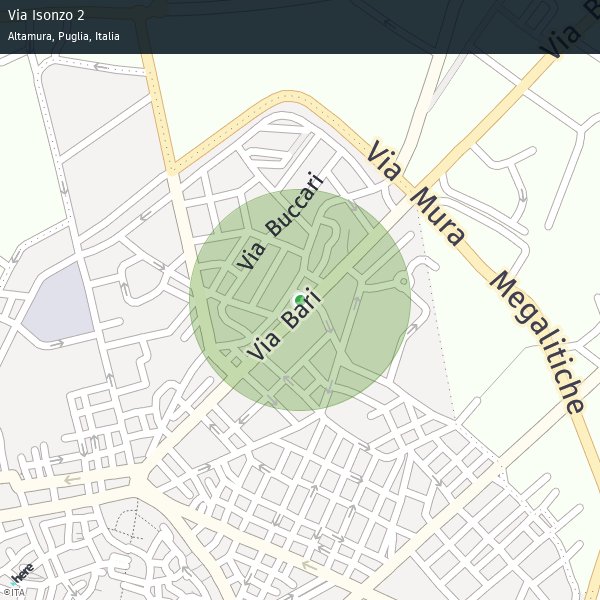 Via Isonzo 2
Altamura, Puglia, Italia
Via B
Via Mura Megalitiche
Via Buccari
Via Bari
here
©ITA